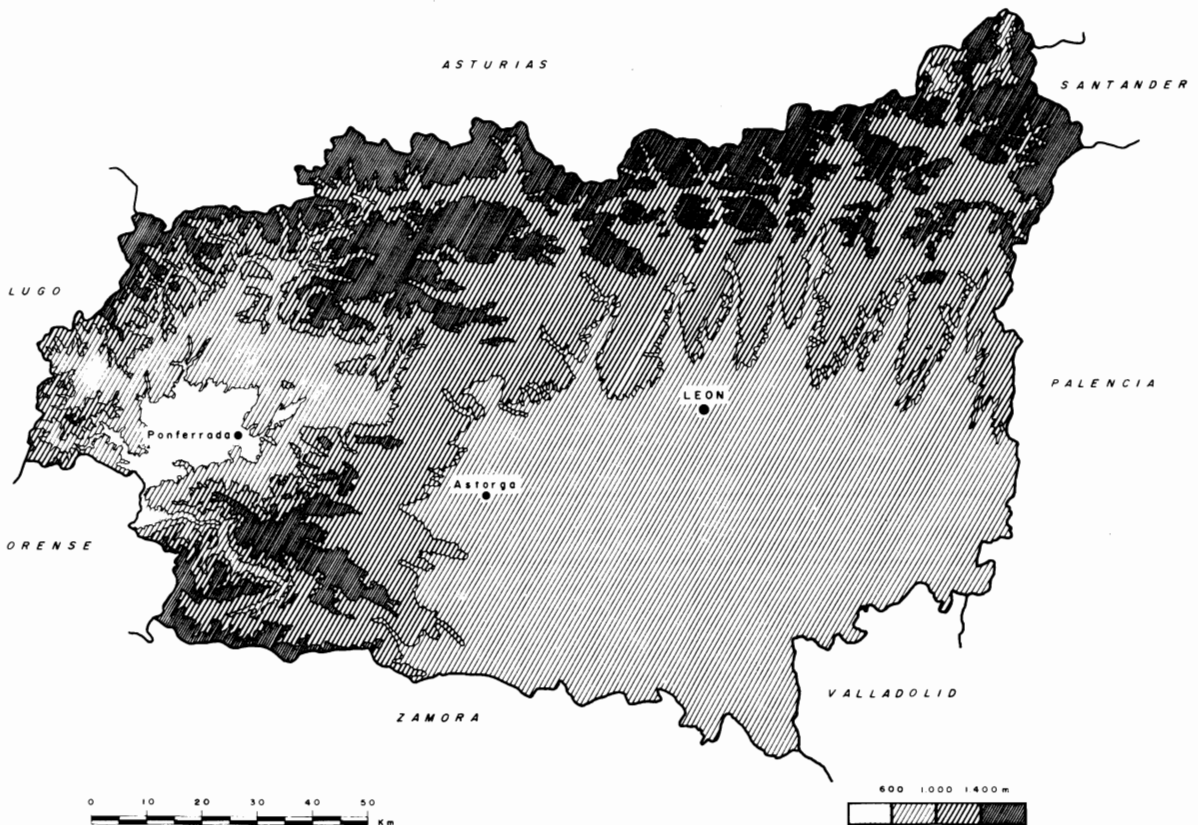 ASTURIAS
SANTANDER
LUGO
PALENCIA
LEON
Ponferrada
Astorga
ORENSE
VALLADOLID
ZAMORA
0 10 20 30 40 50
Km
600 1.000 1400 m